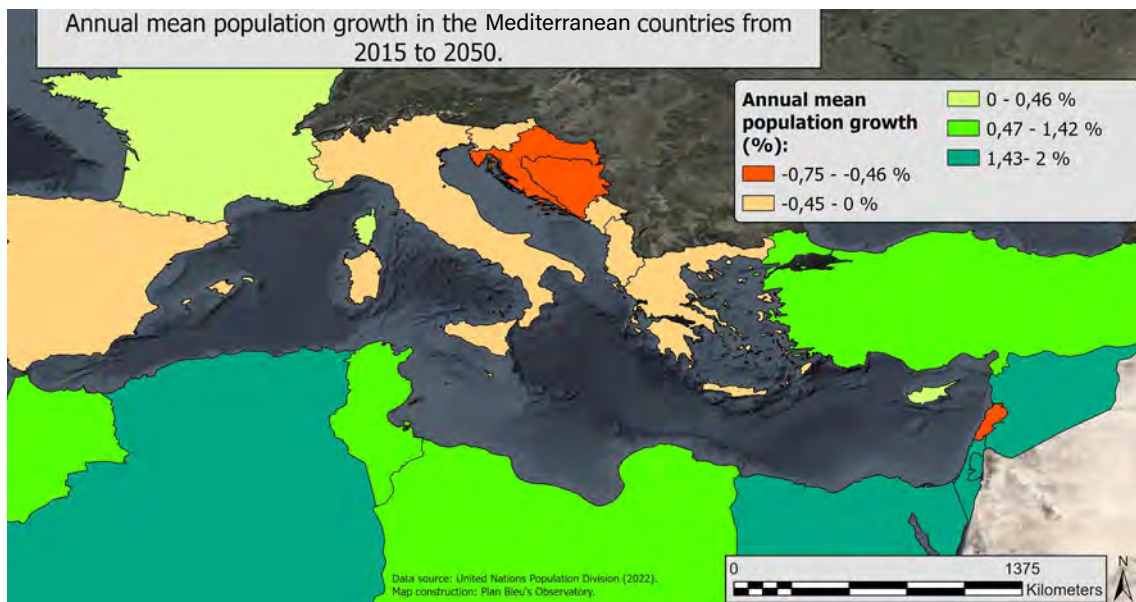 Annual mean population growth in the Mediterranean countries from
2015 to 2050.
Annual mean
population growth
(%):
-0,75 - -0,46 %
-0,45 - 0 %
0 - 0,46 %
0,47 - 1,42 %
1,43- 2 %
Data source: United Nations Population Division (2022).
Map construction: Plan Bleu's Observatory.
0 1375
Kilometers
N